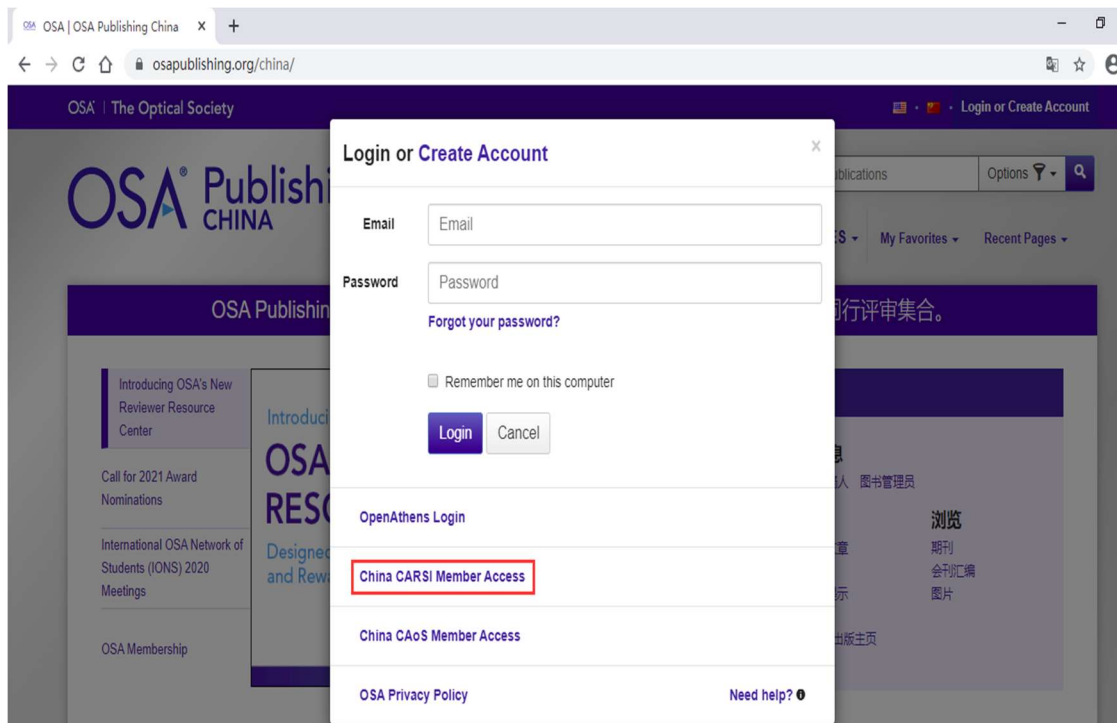 OSA | OSA Publishing China
osapublishing.org/china/
OSA | The Optical Society
Login or Create Account
OSA® Publishi
CHINA
ublications
Options
ES
My Favorites
Recent Pages
OSA Publishin
同行评审集合。
Introducing OSA's New
Reviewer Resource
Center
Call for 2021 Award
Nominations
International OSA Network of
Students (IONS) 2020
Meetings
OSA Membership
Introduci
OSA
RESO
Designed
and Rewa
Login or Create Account
Email
Email
Password
Password
Forgot your password?
Remember me on this computer
Login
Cancel
OpenAthens Login
China CARSI Member Access
China CAoS Member Access
OSA Privacy Policy
Need help?
息
人 图书管理员
浏览
章
期刊
会刊汇编
示
图片
出版主页